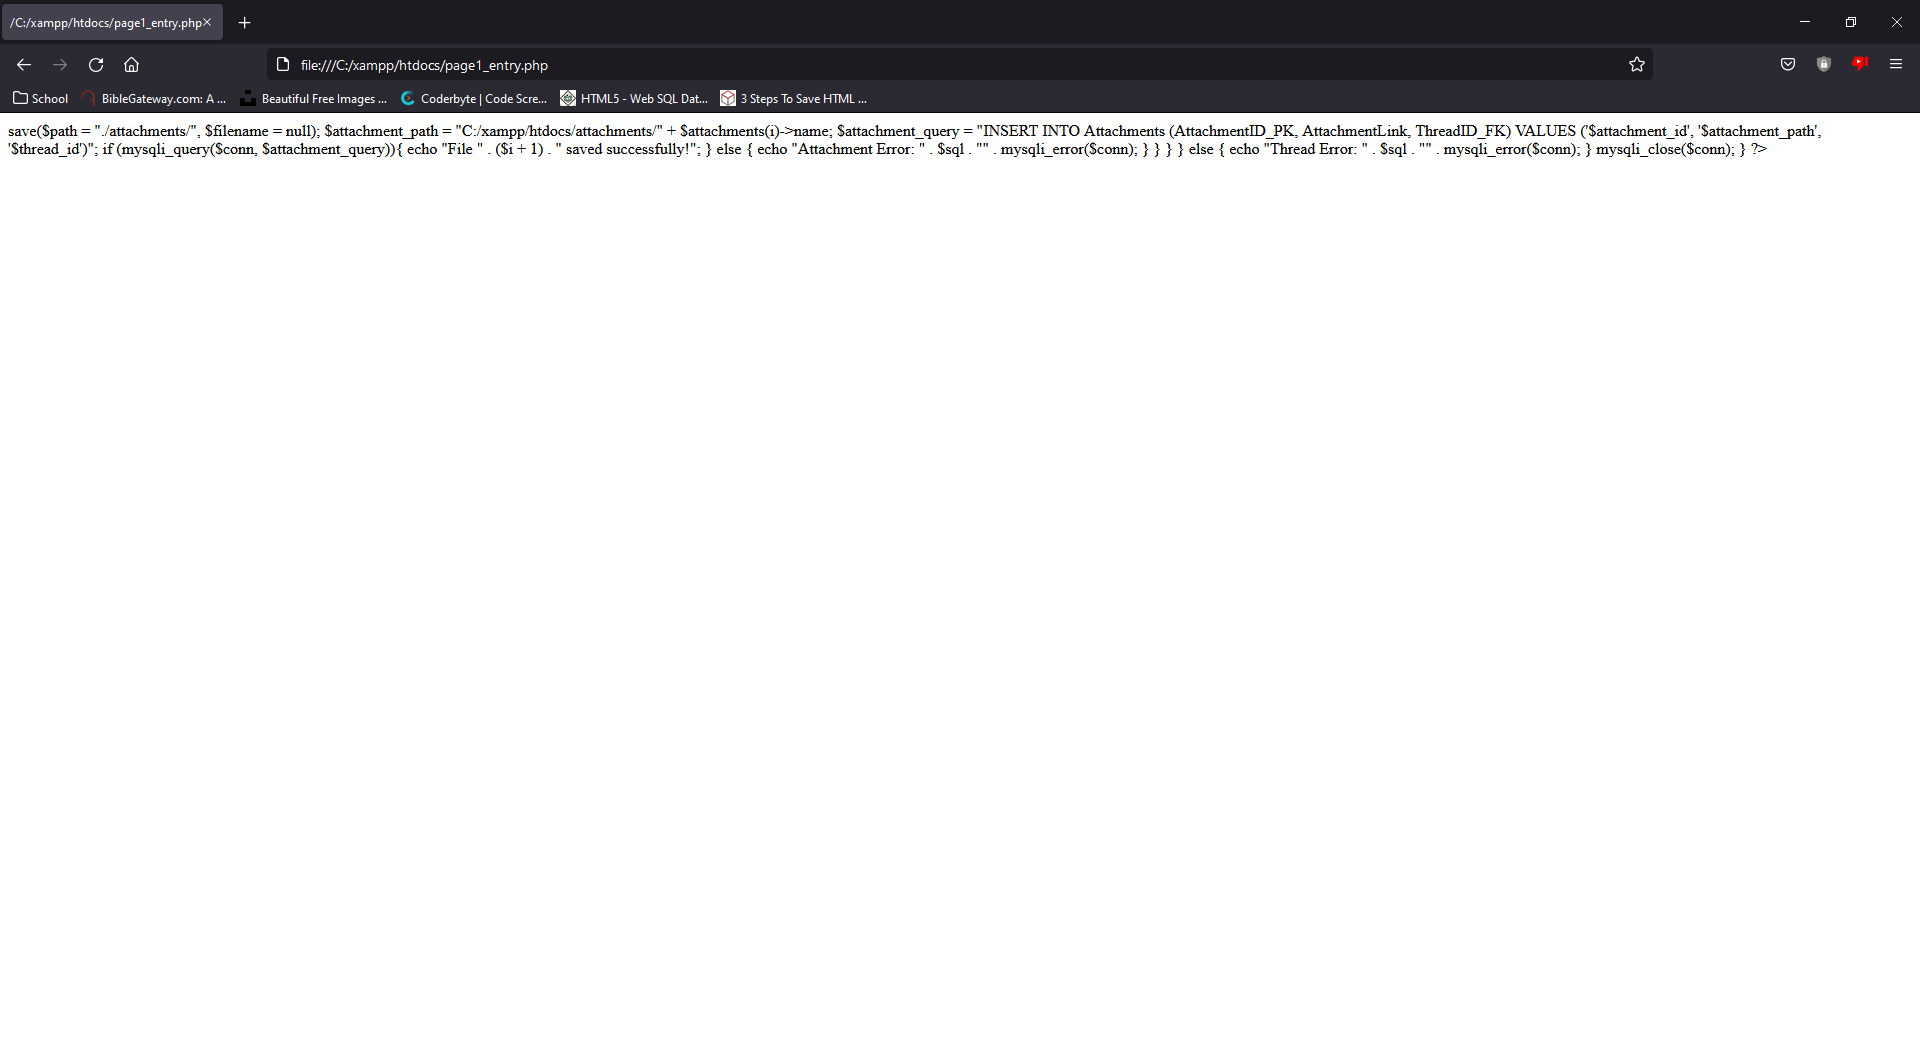 /C:/xampp/htdocs/page1_entry.php
file:///C:/xampp/htdocs/page1_entry.php
School BibleGateway.com: A ... Beautiful Free Images ... Coderbyte | Code Scre... HTML5 - Web SQL Dat... 3 Steps To Save HTML ...
save($path = "./attachments/", $filename = null); $attachment_path = "C:/xampp/htdocs/attachments/" + $attachments(i)->name; $attachment_query = "INSERT INTO Attachments (AttachmentID_PK, AttachmentLink, ThreadID_FK) VALUES ('$attachment_id', '$attachment_path',
'$thread_id')"; if (mysqli_query($conn, $attachment_query)){ echo "File " . ($i + 1) . " saved successfully!"; } else { echo "Attachment Error: " . $sql . "" . mysqli_error($conn); } } } } else { echo "Thread Error: " . $sql . "" . mysqli_error($conn); } mysqli_close($conn); } ?>